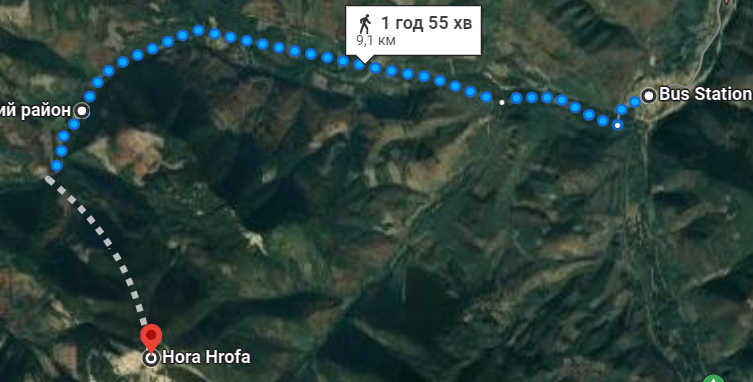 1 год 55 хв
9,1 км
Bus Station
ий район
Hora Hrofa